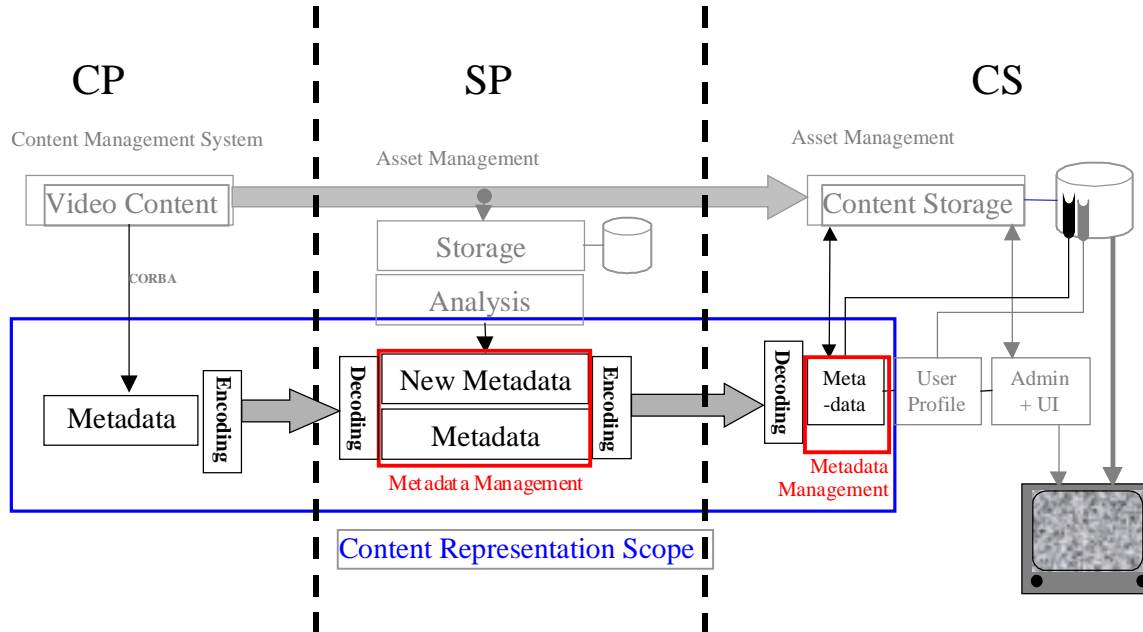 CP
SP
CS
Content Management System
Asset Management
Asset Management
Video Content
Content Storage
Storage
CORBA
Analysis
Metadata
Encoding
Decoding
New Metadata
Metadata
Encoding
Metadata Management
Decoding
Meta
-data
User
Profile
Admin
+ UI
Metadata
Management
Content Representation Scope